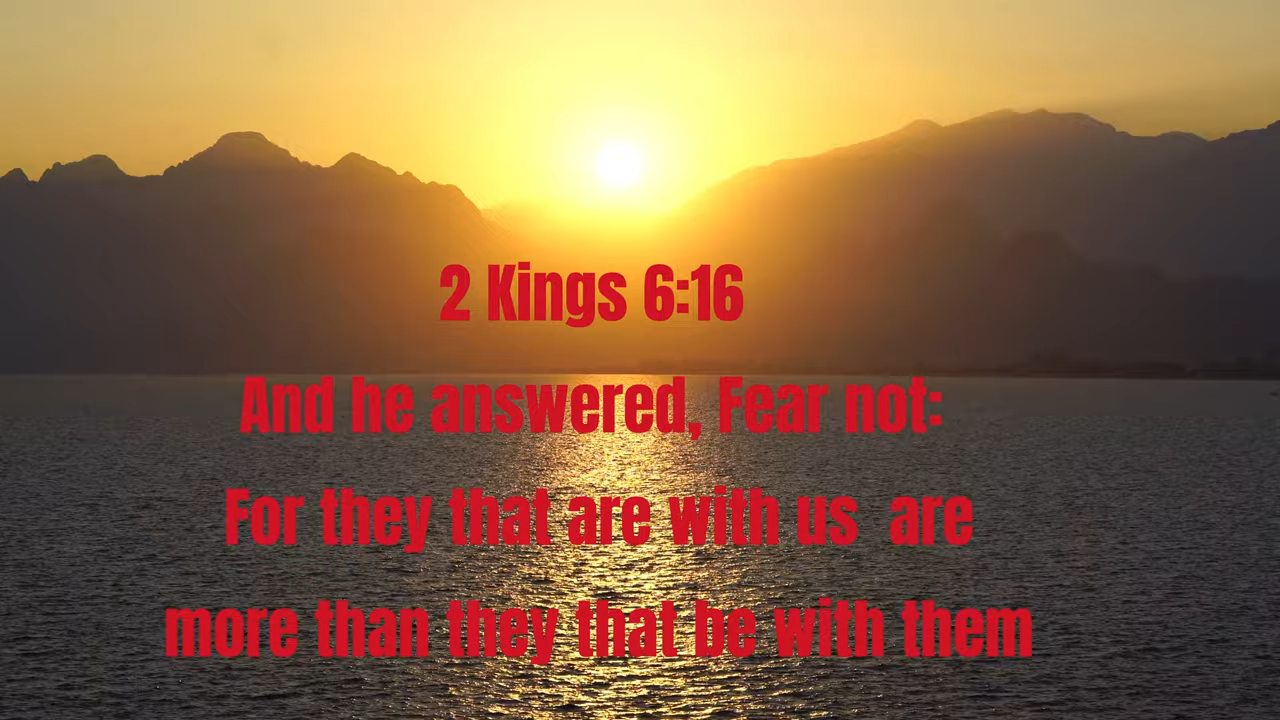 2 Kings 6:16
And he answered, Fear not:
For they that are with us  are
more than they that be with them